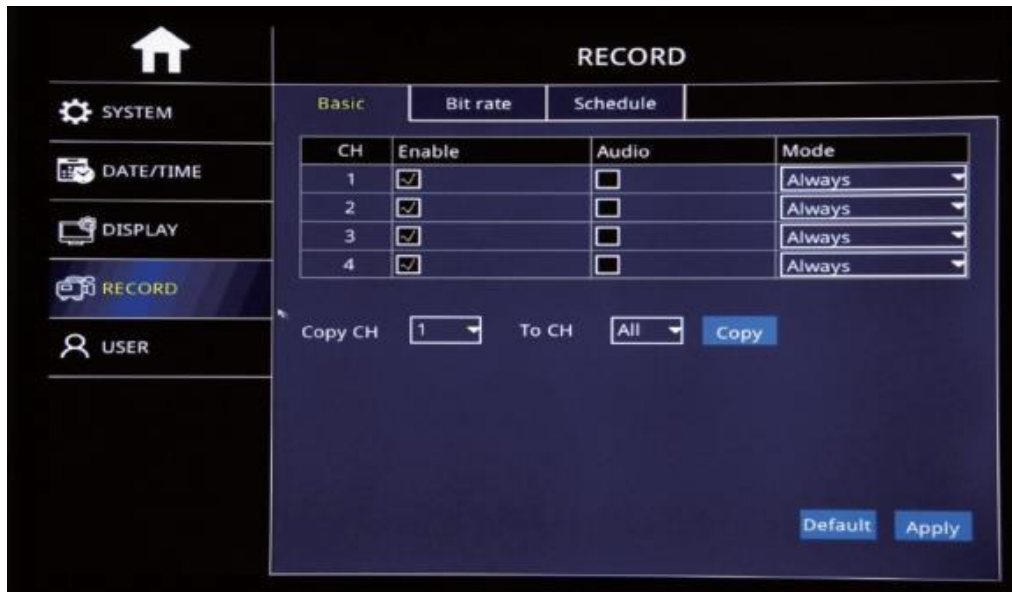 RECORD
SYSTEM
DATE/TIME
DISPLAY
RECORD
USER
Basic Bit rate Schedule
CH Enable Audio Mode
1 Always
2 Always
3 Always
4 Always
Copy CH 1 To CH All Copy
Default Apply